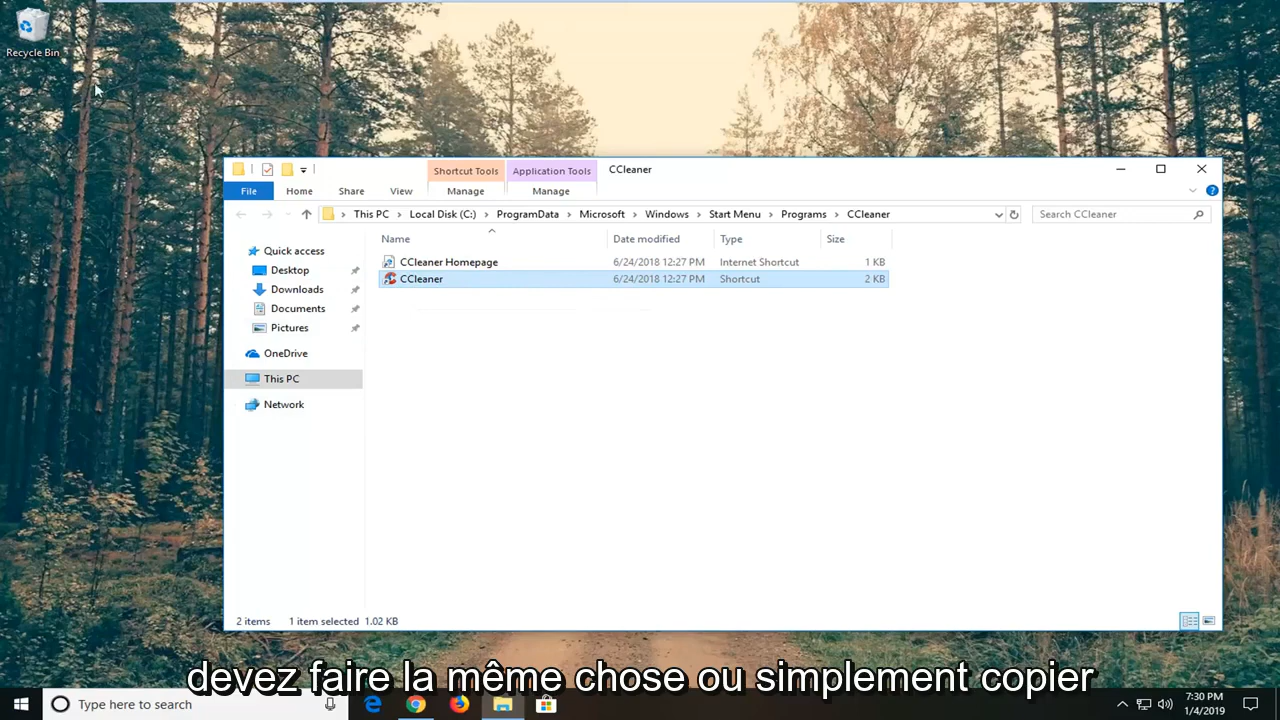 Recycle Bin
Shortcut Tools
Application Tools
CCleaner
File
Home
Share
View
Manage
Manage
This PC
Local Disk (C:)
ProgramData
Microsoft
Windows
Start Menu
Programs
CCleaner
Search CCleaner
Name
Date modified
Type
Size
CCleaner Homepage 6/24/2018 12:27 PM Internet Shortcut 1 KB
CCleaner 6/24/2018 12:27 PM Shortcut 2 KB
Quick access
Desktop
Downloads
Documents
Pictures
OneDrive
This PC
Network
2 items 1 item selected 1.02 KB
devez faire la même chose ou simplement copier
Type here to search
7:30 PM
1/4/2019